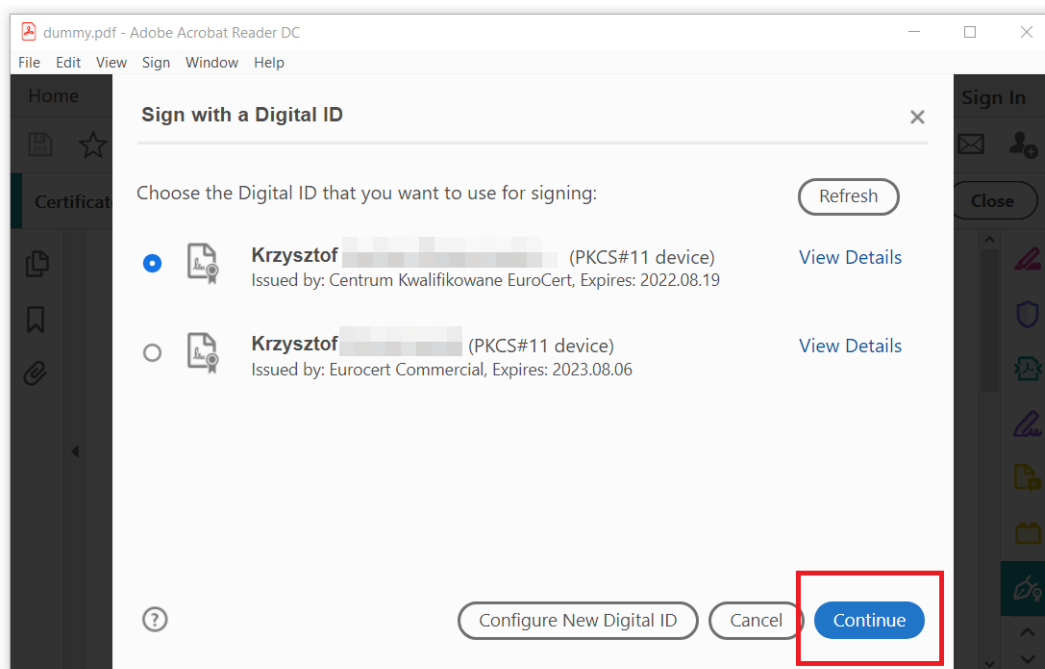 dummy.pdf - Adobe Acrobat Reader DC
File Edit View Sign Window Help
Home
Sign In
Sign with a Digital ID
Certificat
Close
Choose the Digital ID that you want to use for signing:
Refresh
Krzysztof (PKCS#11 device)
View Details
Issued by: Centrum Kwalifikowane EuroCert, Expires: 2022.08.19
Krzysztof (PKCS#11 device)
View Details
Issued by: Eurocert Commercial, Expires: 2023.08.06
Configure New Digital ID
Cancel
Continue